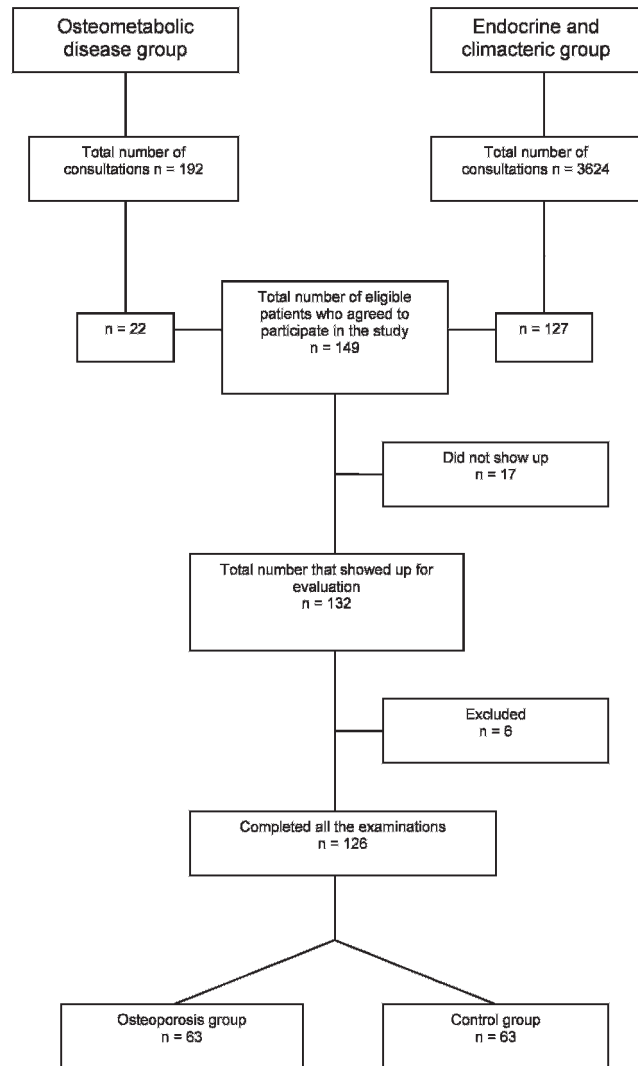 Osteometabolic
disease group
Endocrine and
climacteric group
Total number of
consultations n = 192
Total number of
consultations n = 3624
Total number of eligible
patients who agreed to
participate in the study
n = 149
n = 22
n = 127
Did not show up
n = 17
Total number that showed up for
evaluation
n = 132
Excluded
n = 6
Completed all the examinations
n = 126
Osteoporosis group
n = 63
Control group
n = 63